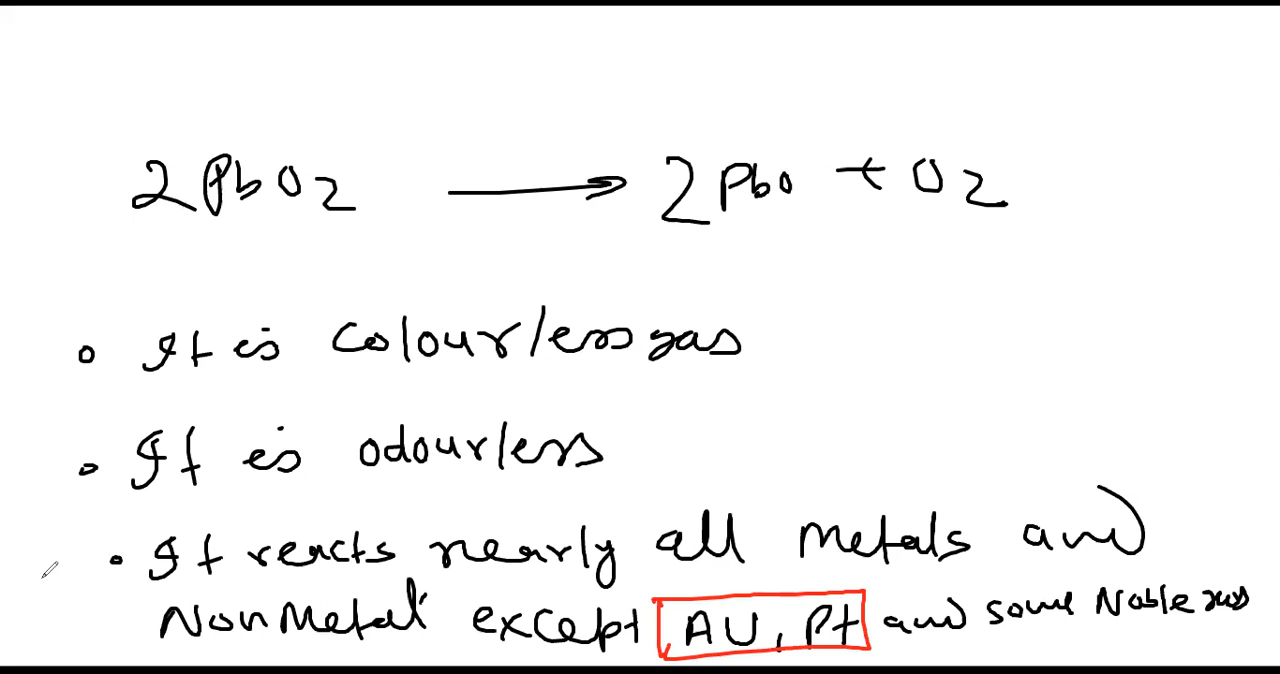 2PbO2 → 2PbO + O2
• It is colourless gas
• It is odourless
• It reacts nearly all metals and
NonMetal except AU, Pt and some Noble gas